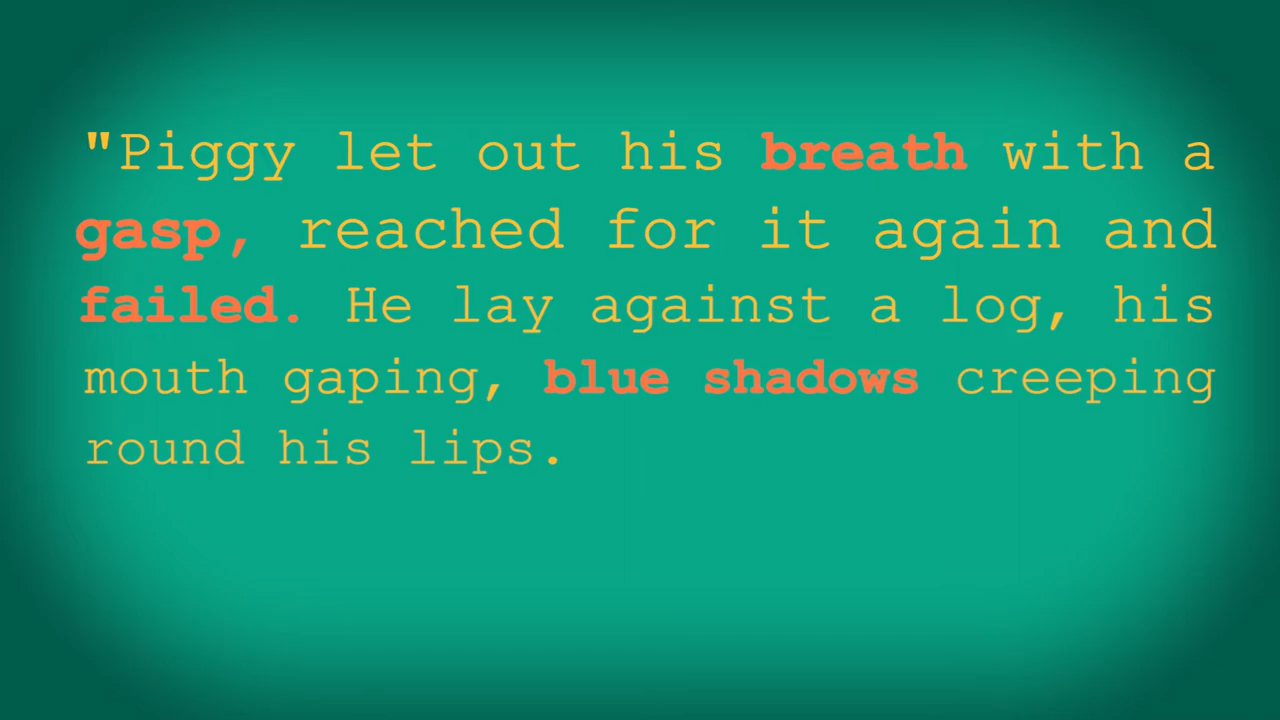 "Piggy let out his breath with a
gasp, reached for it again and
failed. He lay against a log, his
mouth gaping, blue shadows creeping
round his lips.